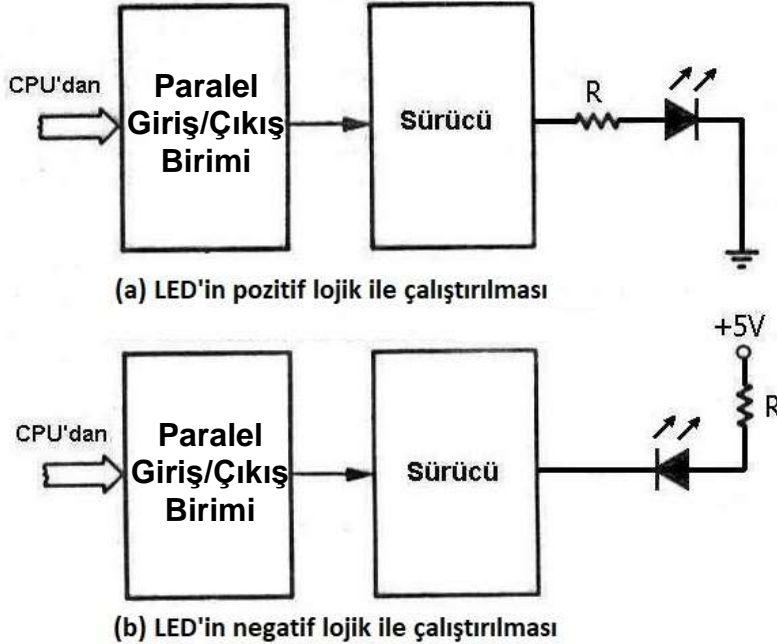 CPU'dan
Paralel
Giriş/Çıkış
Birimi
Sürücü
R
(a) LED'in pozitif lojik ile çalıştırılması
+5V
R
CPU'dan
Paralel
Giriş/Çıkış
Birimi
Sürücü
(b) LED'in negatif lojik ile çalıştırılması